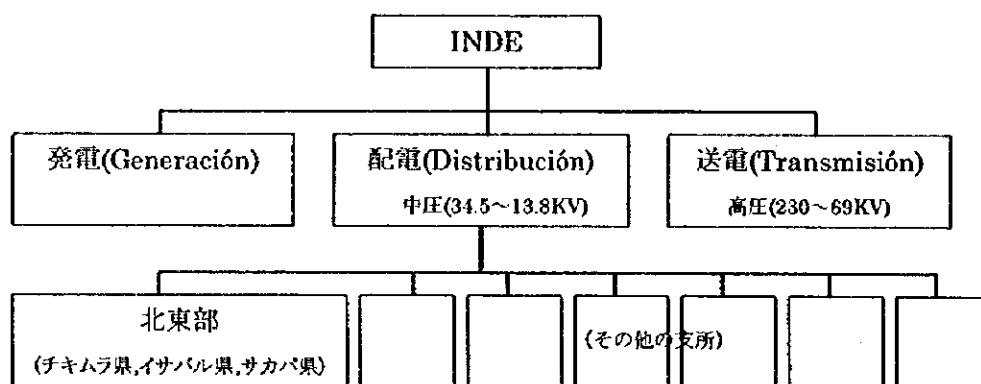 INDE
発電(Generación)
配電(Distribución)
中圧(34.5〜13.8KV)
送電(Transmisión)
高圧(230〜69KV)
北東部
(チキムラ県,イサバル県,サカパ県)
(その他の支所)